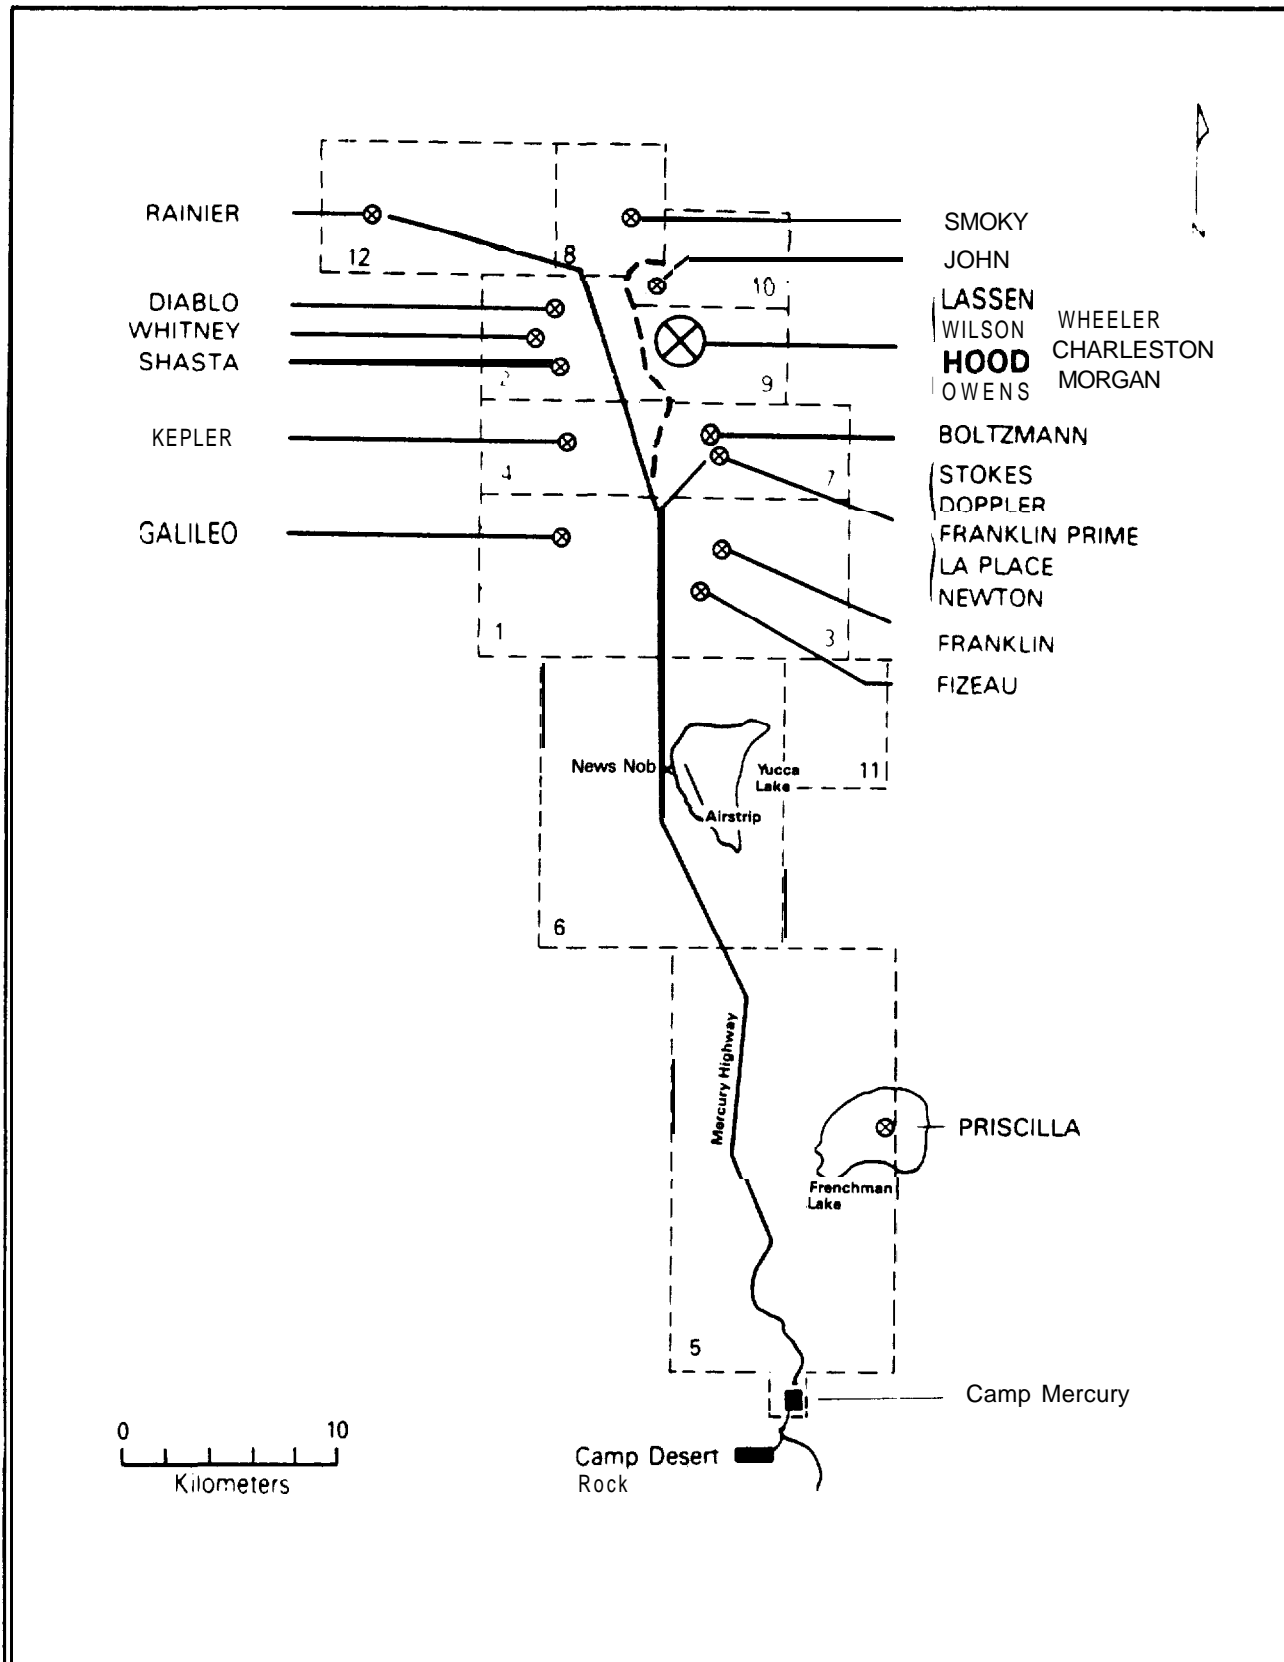 RAINIER
SMOKY
12
8
JOHN
10
DIABLO
LASSEN
WHITNEY
WILSON WHEELER
SHASTA
HOOD CHARLESTON
2
9
OWENS MORGAN
KEPLER
BOLTZMANN
4
7
STOKES
DOPPLER
GALILEO
FRANKLIN PRIME
LA PLACE
NEWTON
1
3
FRANKLIN
FIZEAU
News Nob
Yucca
Lake
11
Airstrip
6
Mercury Highway
PRISCILLA
Frenchman
Lake
5
Camp Mercury
0 10
Kilometers
Camp Desert
Rock
N